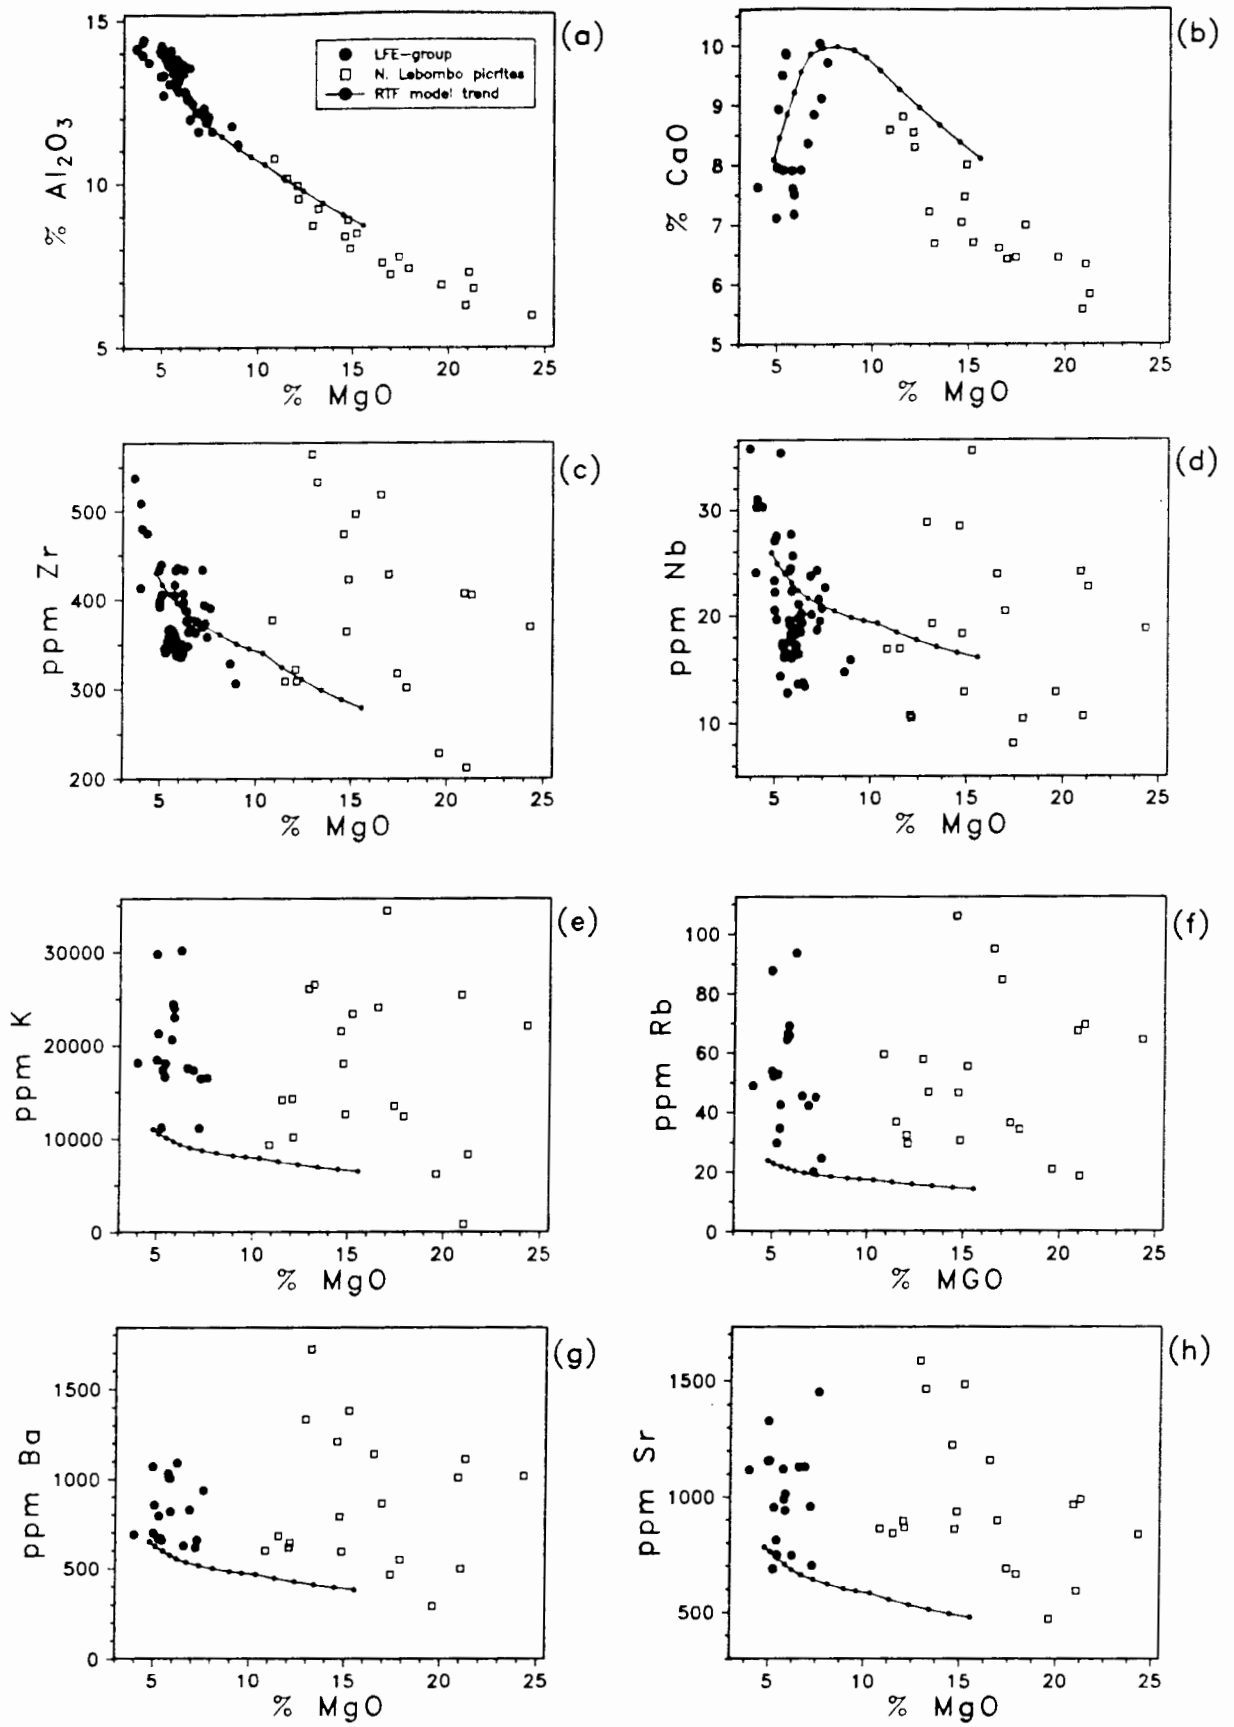 (a)
LFE-group
N. Lebombo picrites
RTF model trend
% Al2O3
15
10
5
5 10 15 20 25
% MgO
(b)
% CaO
10
9
8
7
6
5
5 10 15 20 25
% MgO
(c)
ppm Zr
500
400
300
200
5 10 15 20 25
% MgO
(d)
ppm Nb
30
20
10
5 10 15 20 25
% MgO
(e)
ppm K
30000
20000
10000
0
5 10 15 20 25
% MgO
(f)
ppm Rb
100
80
60
40
20
0
5 10 15 20 25
% MGO
(g)
ppm Ba
1500
1000
500
0
5 10 15 20 25
% MgO
(h)
ppm Sr
1500
1000
500
5 10 15 20 25
% MgO